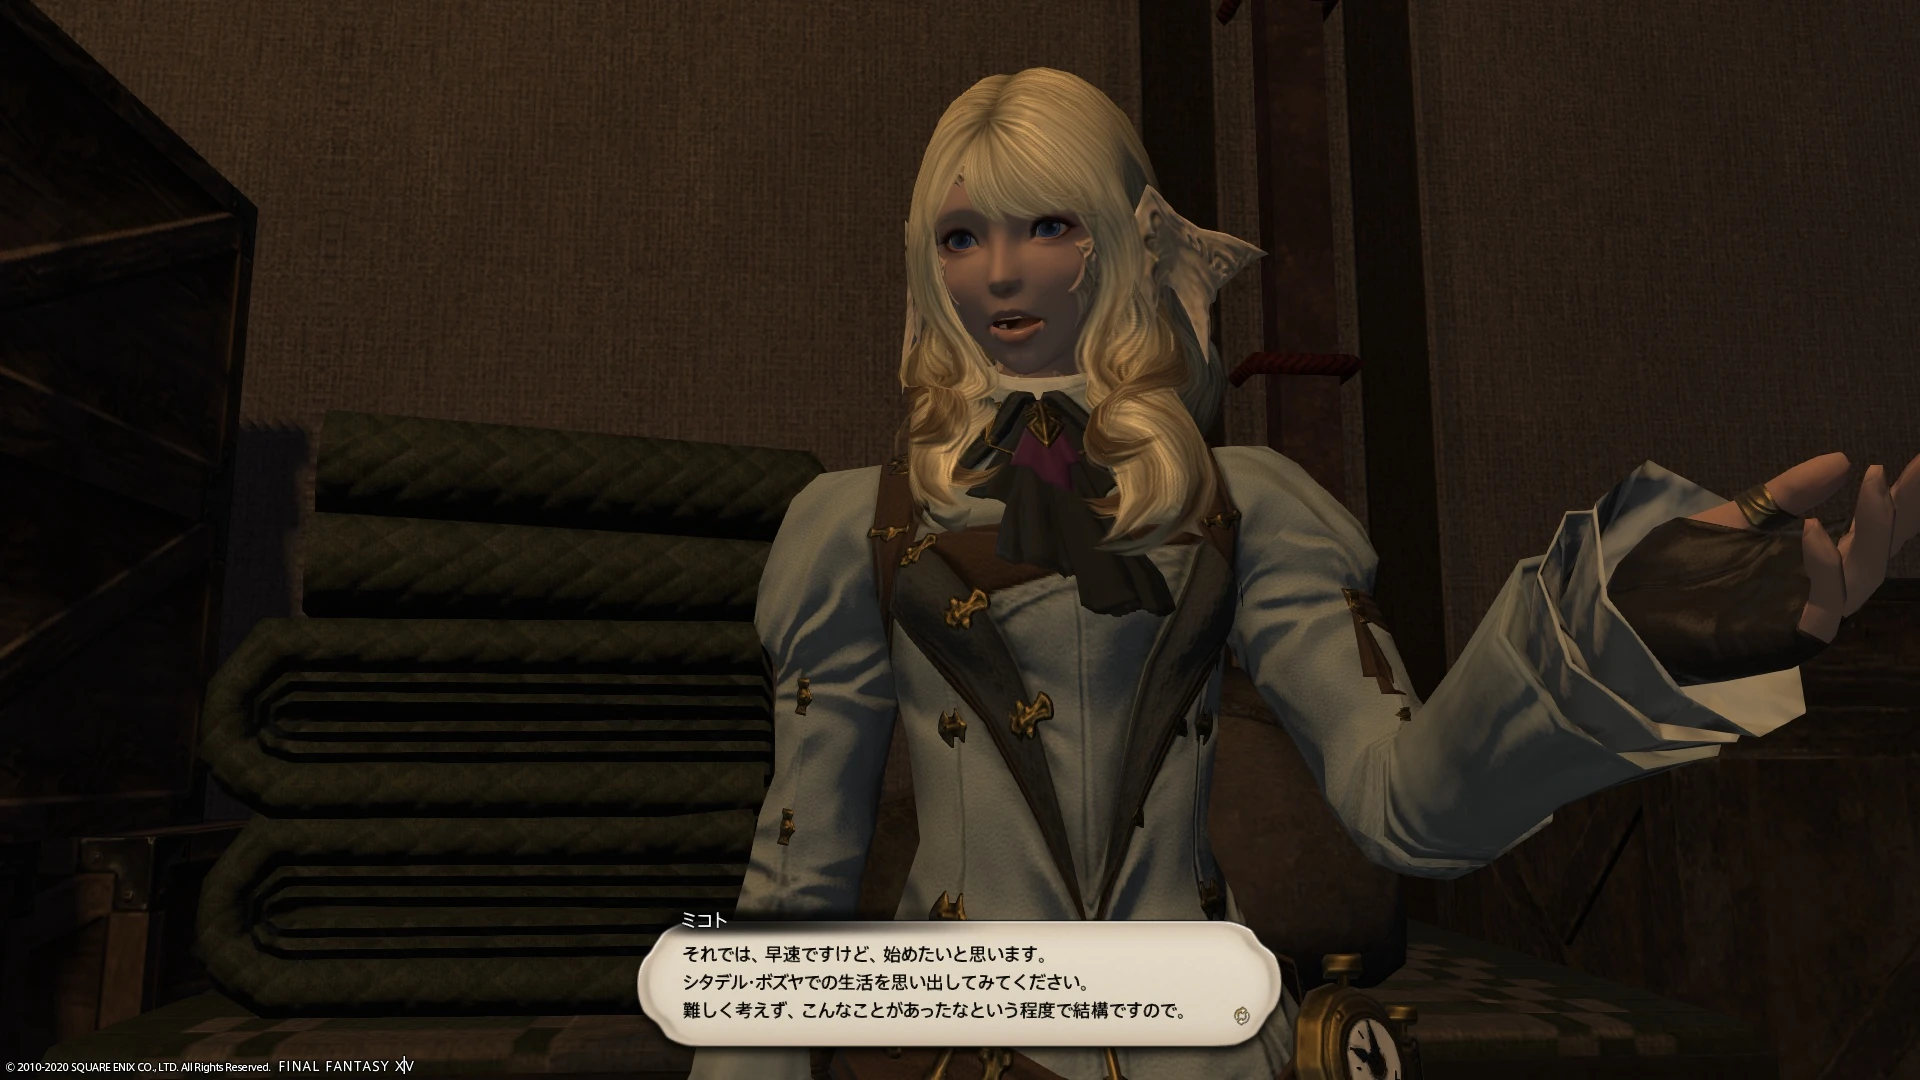 ミコト
それでは、早速ですけど、始めたいと思います。
シタデル・ボズヤでの生活を思い出してみてください。
難しく考えず、こんなことがあったなという程度で結構ですので。
© 2010-2020 SQUARE ENIX CO., LTD. All Rights Reserved. FINAL FANTASY XIV